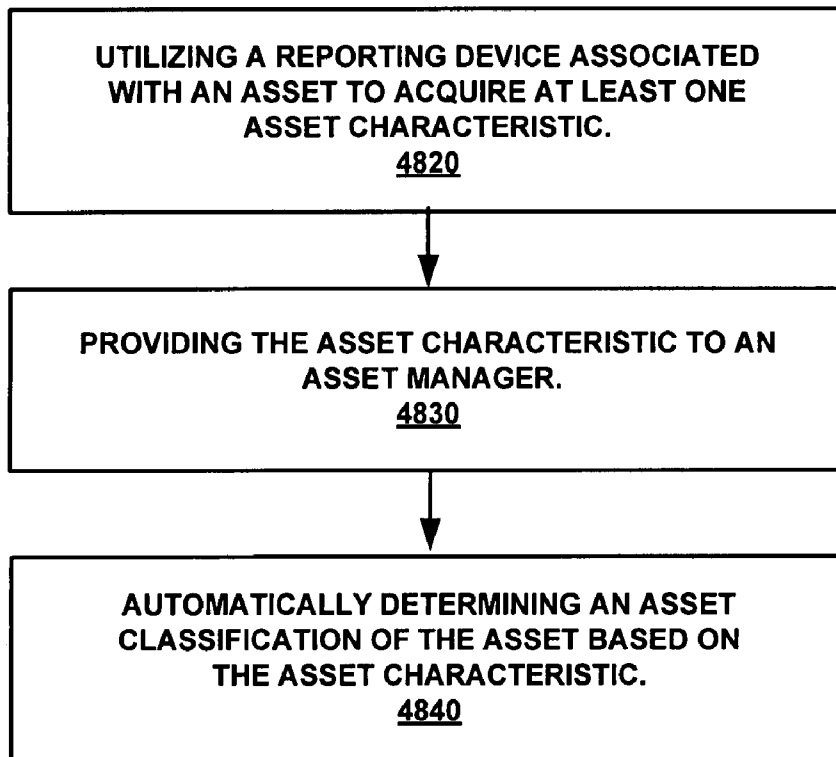 UTILIZING A REPORTING DEVICE ASSOCIATED
WITH AN ASSET TO ACQUIRE AT LEAST ONE
ASSET CHARACTERISTIC.
4820
PROVIDING THE ASSET CHARACTERISTIC TO AN
ASSET MANAGER.
4830
AUTOMATICALLY DETERMINING AN ASSET
CLASSIFICATION OF THE ASSET BASED ON
THE ASSET CHARACTERISTIC.
4840